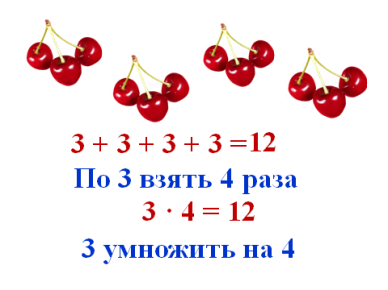 3 + 3 + 3 + 3 =12
По 3 взять 4 раза
3 · 4 = 12
3 умножить на 4